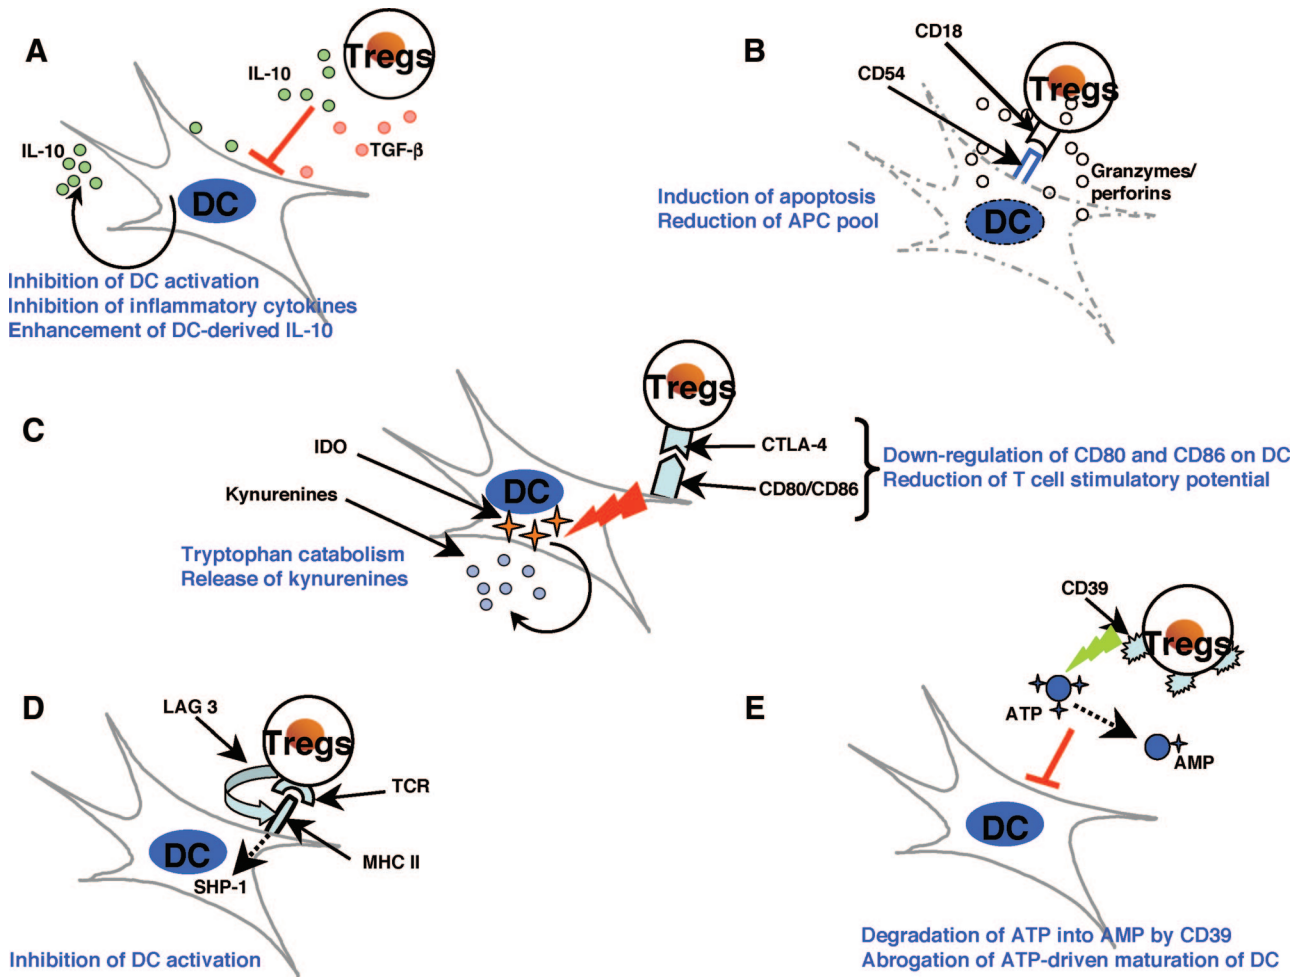 A
Tregs
IL-10
TGF-β
IL-10
DC
Inhibition of DC activation
Inhibition of inflammatory cytokines
Enhancement of DC-derived IL-10
B
CD18
CD54
Tregs
Granzymes/
perforins
Induction of apoptosis
Reduction of APC pool
DC
C
Tregs
IDO
CTLA-4
Kynurenines
DC
CD80/CD86
Down-regulation of CD80 and CD86 on DC
Reduction of T cell stimulatory potential
Tryptophan catabolism
Release of kynurenines
D
LAG 3
Tregs
TCR
DC
MHC II
SHP-1
Inhibition of DC activation
E
CD39
Tregs
ATP
AMP
DC
Degradation of ATP into AMP by CD39
Abrogation of ATP-driven maturation of DC